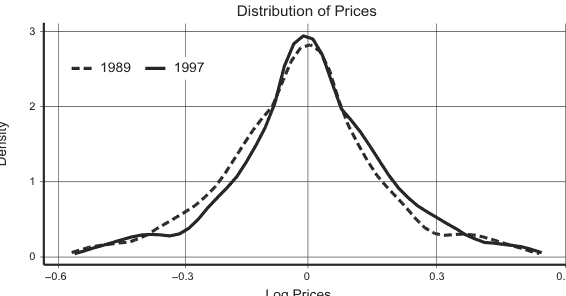 Distribution of Prices
3
1989 1997
2
Density
1
0
−0.6 −0.3 0 0.3 0.
Log Prices